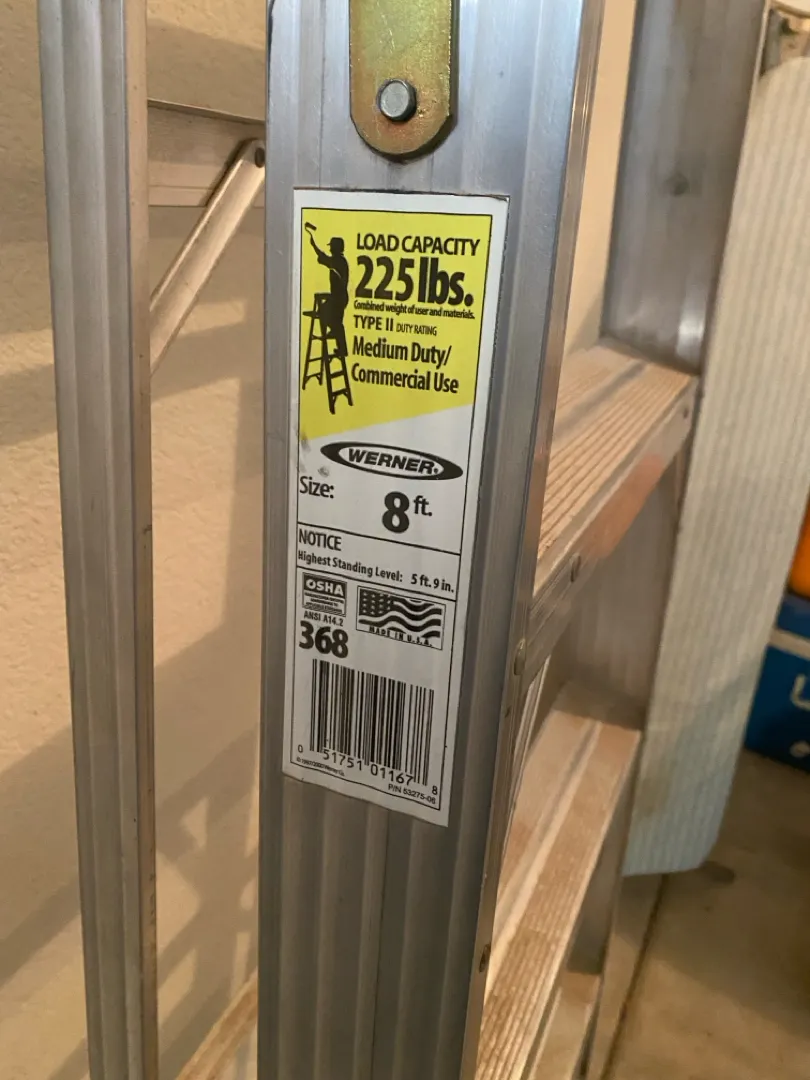 LOAD CAPACITY
225 lbs.
Combined weight of user and materials.
TYPE II DUTY RATING
Medium Duty/
Commercial Use
WERNER®
Size: 8 ft.
NOTICE
Highest Standing Level: 5 ft. 9 in.
OSHA
ANSI A14.2
MADE IN U.S.A.
368
0 51751 01167 8
P/N 53275-06